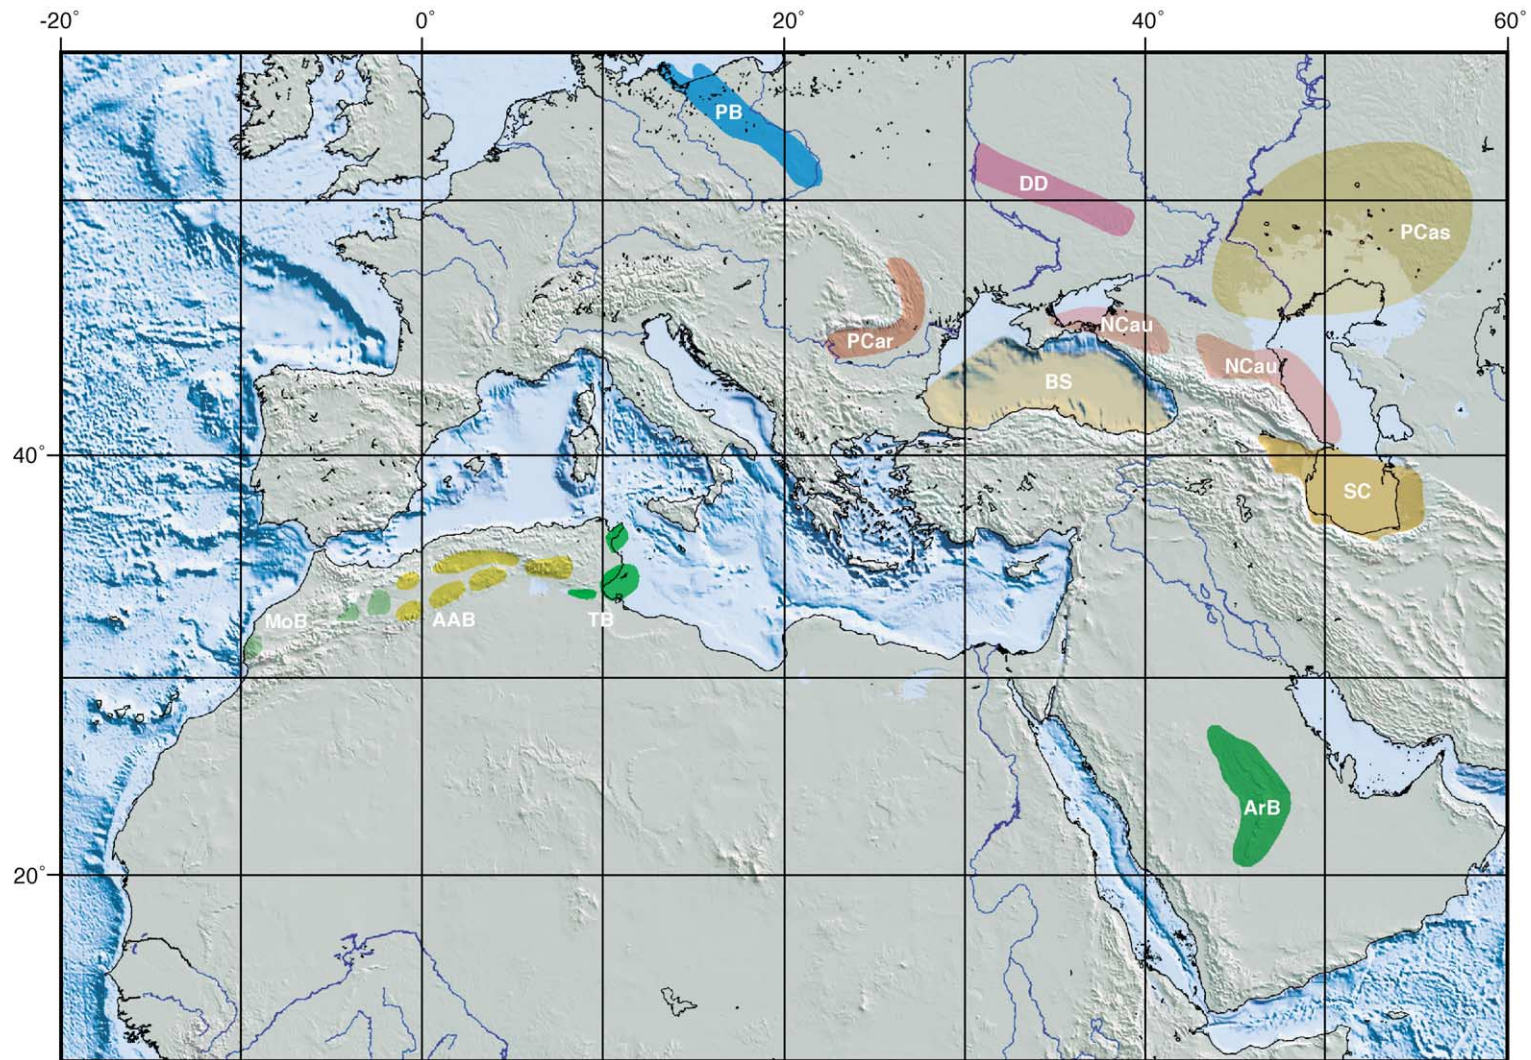 -20° 0° 20° 40° 60°
PB
DD
PCas
NCau
PCar
NCau
BS
40°
SC
MoB AAB TB
ArB
20°